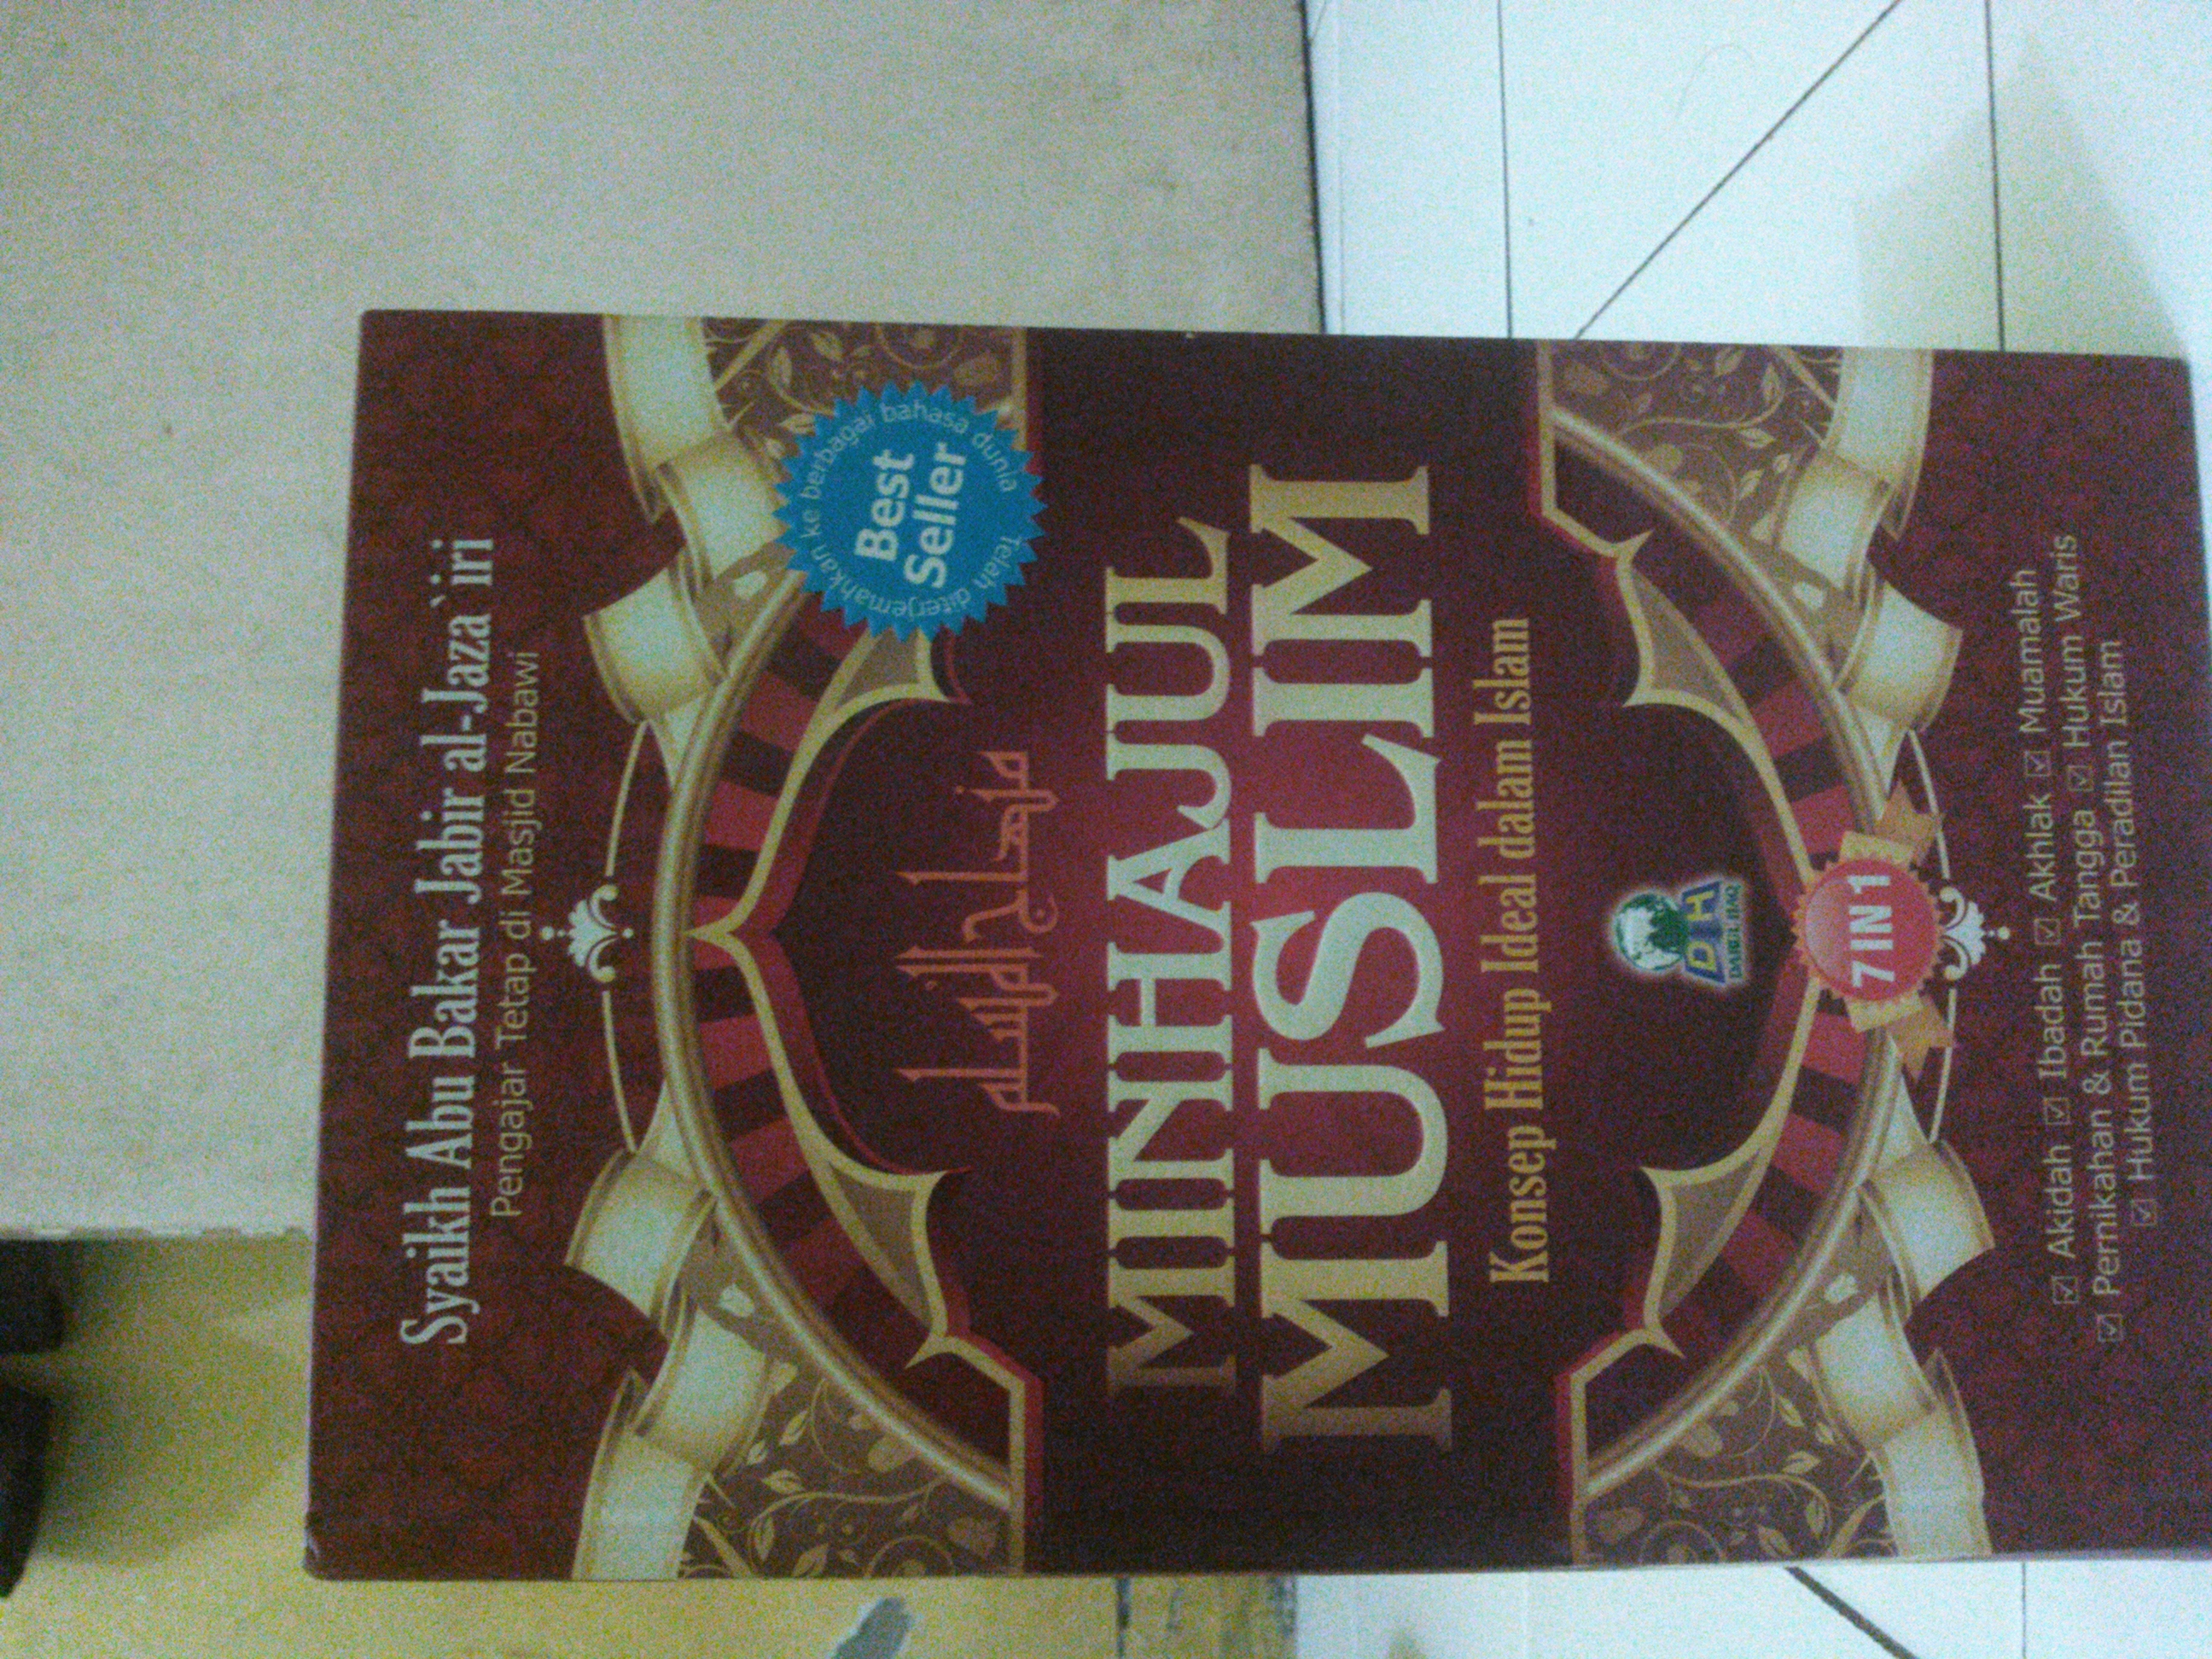 Syaikh Abu Bakar Jabir al-Jaza`iri
Pengajar Tetap di Masjid Nabawi
Telah diterjemahkan ke berbagai bahasa dunia
Best
Seller
منهاج المسلم
MINHAJUL
MUSLIM
Konsep Hidup Ideal dalam Islam
DH
DARUL HAQ
7 IN 1
☑ Akidah ☑ Ibadah ☑ Akhlak ☑ Muamalah
☑ Pernikahan & Rumah Tangga ☑ Hukum Waris
☑ Hukum Pidana & Peradilan Islam